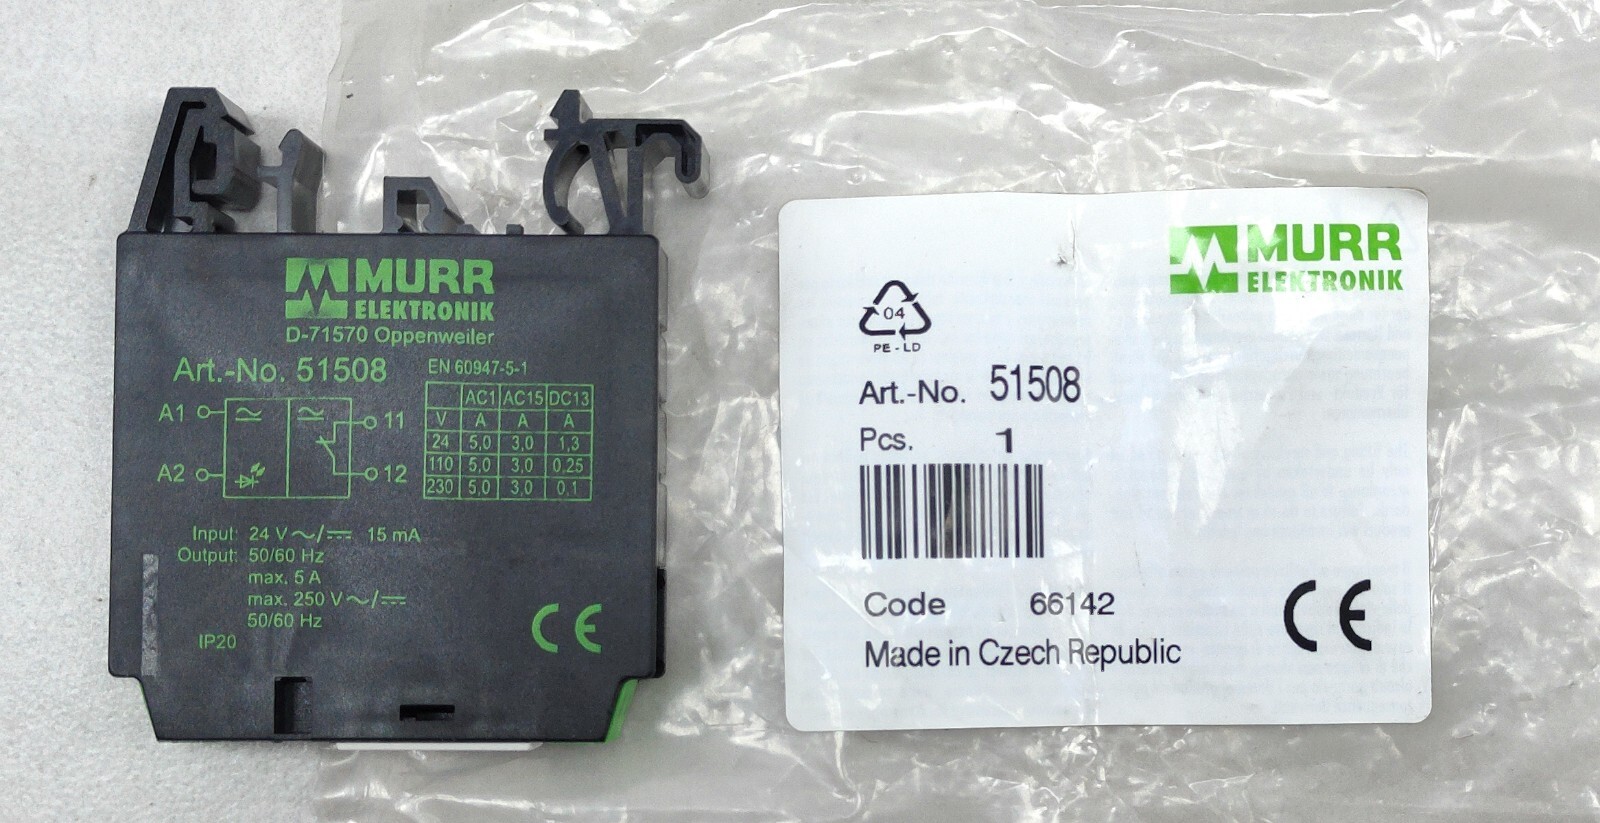 MURR
ELEKTRONIK
D-71570 Oppenweiler
Art.-No. 51508
EN 60947-5-1
A1
11
A2
12
AC1 AC15 DC13
V A A A
24 5,0 3,0 1,3
110 5,0 3,0 0,25
230 5,0 3,0 0,1
Input: 24 V ~/⎓ 15 mA
Output: 50/60 Hz
max. 5 A
max. 250 V ~/⎓
50/60 Hz
IP20
CE
MURR
ELEKTRONIK
04
PE-LD
Art.-No. 51508
Pcs. 1
Code 66142
Made in Czech Republic
CE